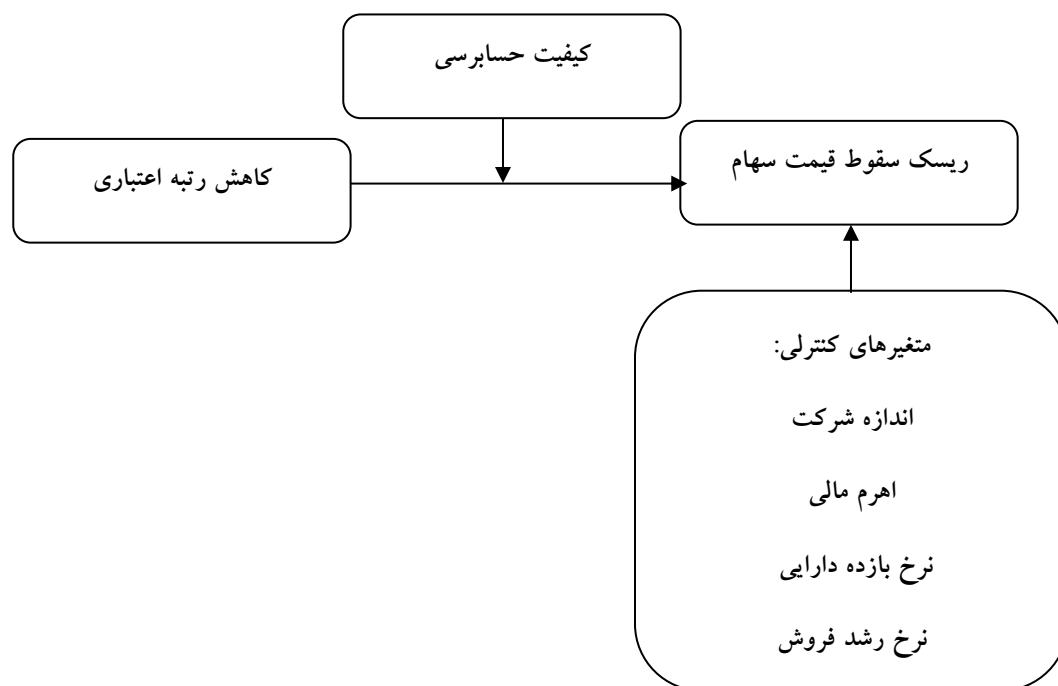 کیفیت حسابرسی
ریسک سقوط قیمت سهام
کاهش رتبه اعتباری
متغیرهای کنترلی:
اندازه شرکت
اهرم مالی
نرخ بازده دارایی
نرخ رشد فروش